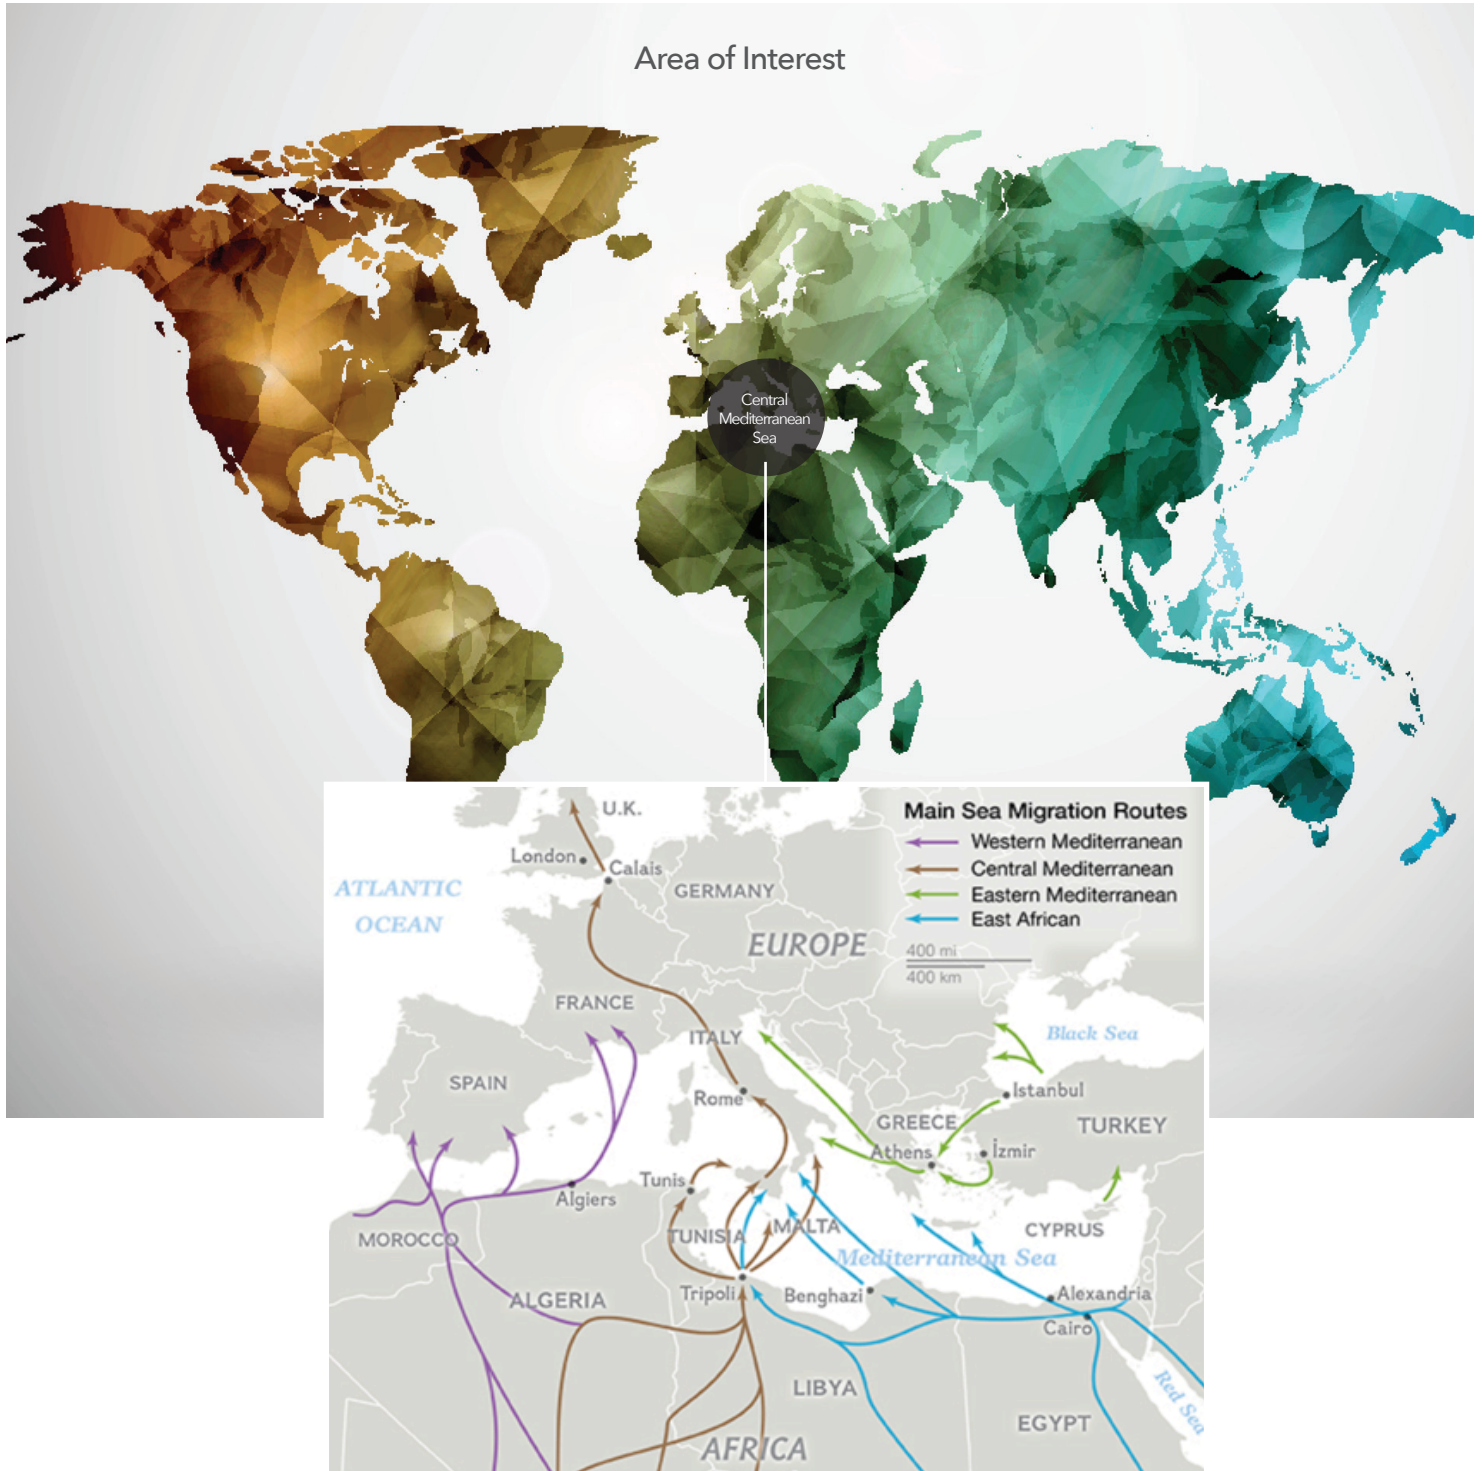 Area of Interest
Central
Mediterranean
Sea
Main Sea Migration Routes
Western Mediterranean
Central Mediterranean
Eastern Mediterranean
East African
400 mi
400 km
U.K.
London
Calais
ATLANTIC
OCEAN
GERMANY
EUROPE
FRANCE
ITALY
Black Sea
SPAIN
Rome
Istanbul
GREECE
TURKEY
Athens
İzmir
Tunis
Algiers
MOROCCO
TUNISIA
MALTA
CYPRUS
Mediterranean Sea
ALGERIA
Tripoli
Benghazi
Alexandria
Cairo
LIBYA
Red Sea
EGYPT
AFRICA